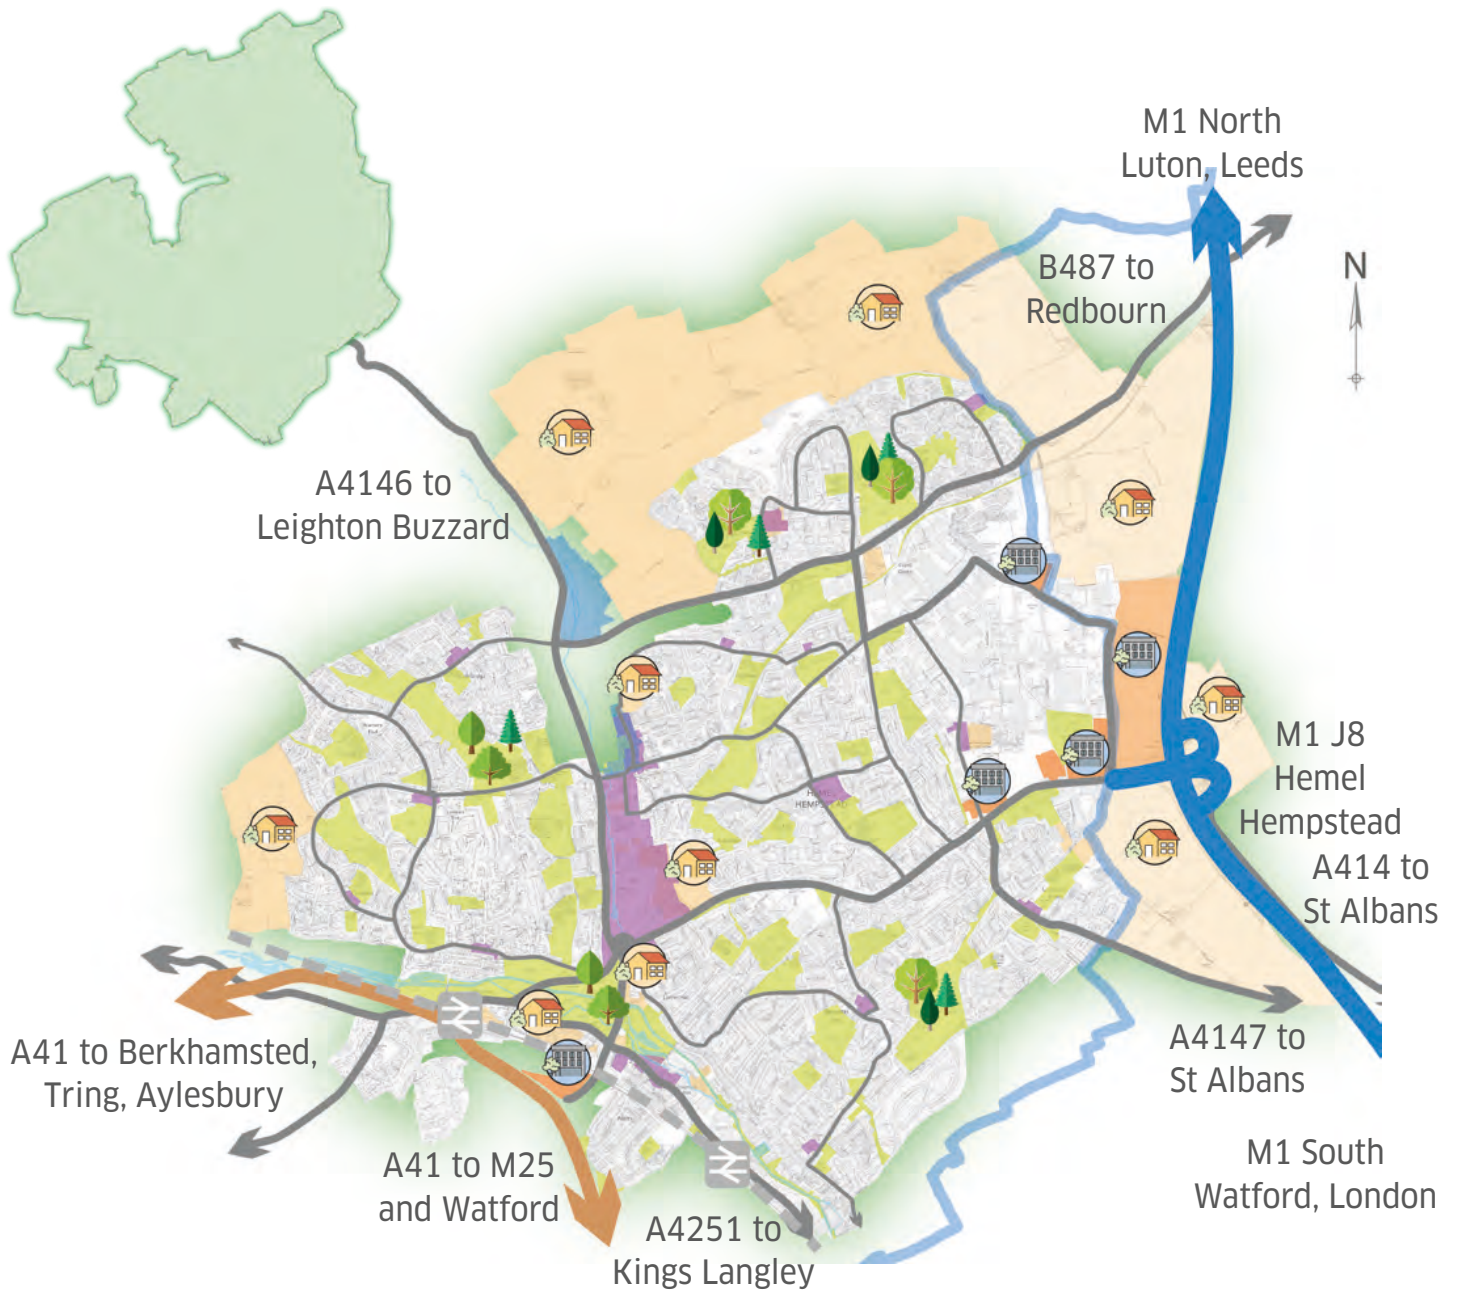 M1 North
Luton, Leeds
B487 to
Redbourn
N
A4146 to
Leighton Buzzard
M1 J8
Hemel
Hempstead
HEMEL
HEMPSTEAD
A414 to
St Albans
A4147 to
St Albans
A41 to Berkhamsted,
Tring, Aylesbury
A41 to M25
and Watford
M1 South
Watford, London
A4251 to
Kings Langley